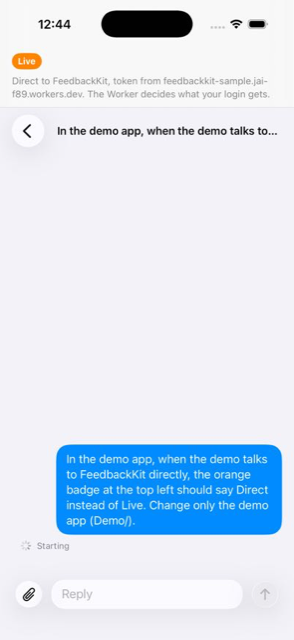 12:44
Live
Direct to FeedbackKit, token from feedbackkit-sample.jai-
f89.workers.dev. The Worker decides what your login gets.
In the demo app, when the demo talks to...
In the demo app, when the demo talks
to FeedbackKit directly, the orange
badge at the top left should say Direct
instead of Live. Change only the demo
app (Demo/).
Starting
Reply